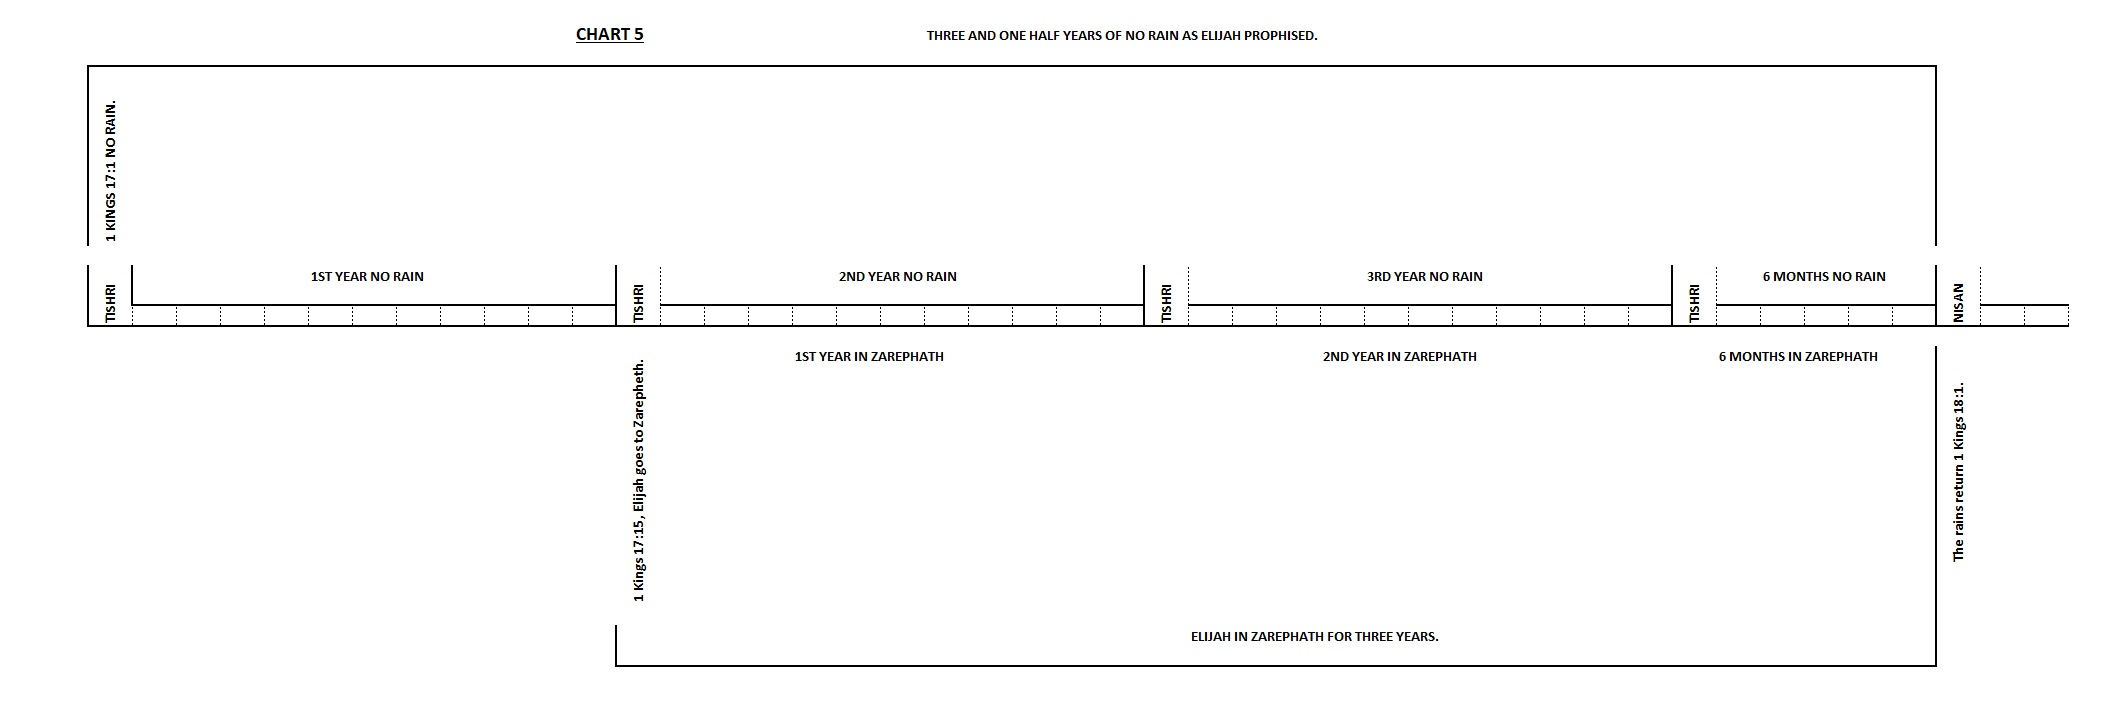 CHART 5
THREE AND ONE HALF YEARS OF NO RAIN AS ELIJAH PROPHISED.
1 KINGS 17:1 NO RAIN.
TISHRI
1ST YEAR NO RAIN
TISHRI
2ND YEAR NO RAIN
TISHRI
3RD YEAR NO RAIN
TISHRI
6 MONTHS NO RAIN
NISAN
1 Kings 17:15, Elijah goes to Zarepheth.
1ST YEAR IN ZAREPHATH
2ND YEAR IN ZAREPHATH
6 MONTHS IN ZAREPHATH
The rains return 1 Kings 18:1.
ELIJAH IN ZAREPHATH FOR THREE YEARS.